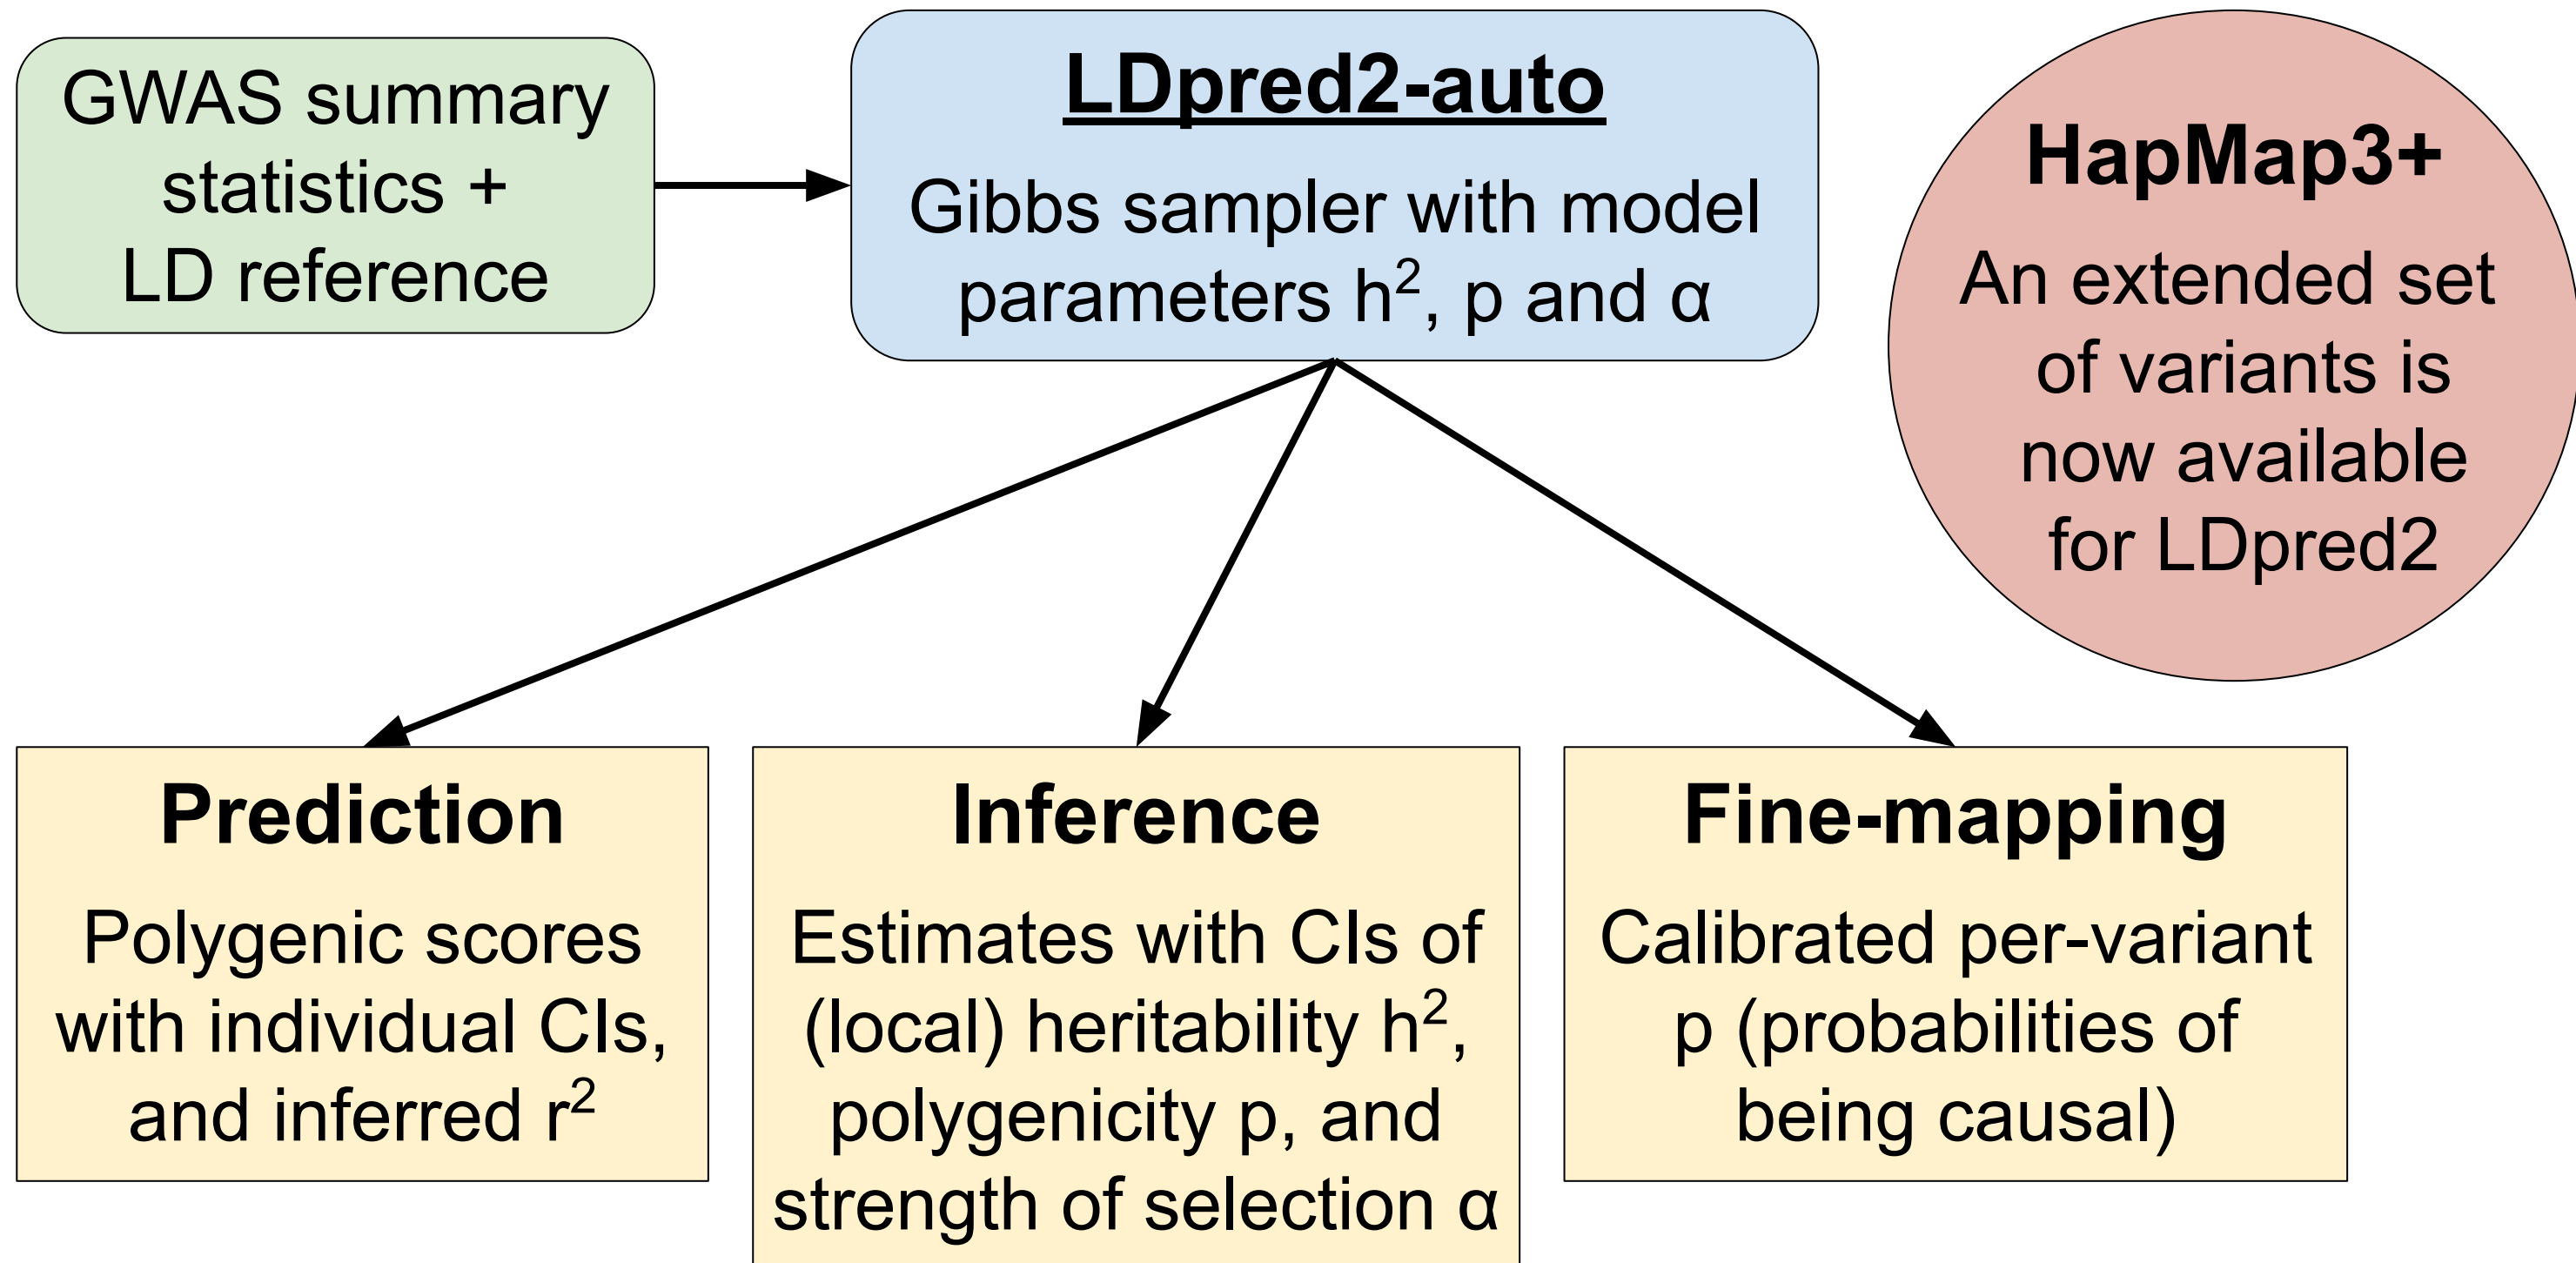 GWAS summary
statistics +
LD reference
LDpred2-auto
Gibbs sampler with model
parameters h², p and α
HapMap3+
An extended set
of variants is
now available
for LDpred2
Prediction
Polygenic scores
with individual CIs,
and inferred r²
Inference
Estimates with CIs of
(local) heritability h²,
polygenicity p, and
strength of selection α
Fine-mapping
Calibrated per-variant
p (probabilities of
being causal)